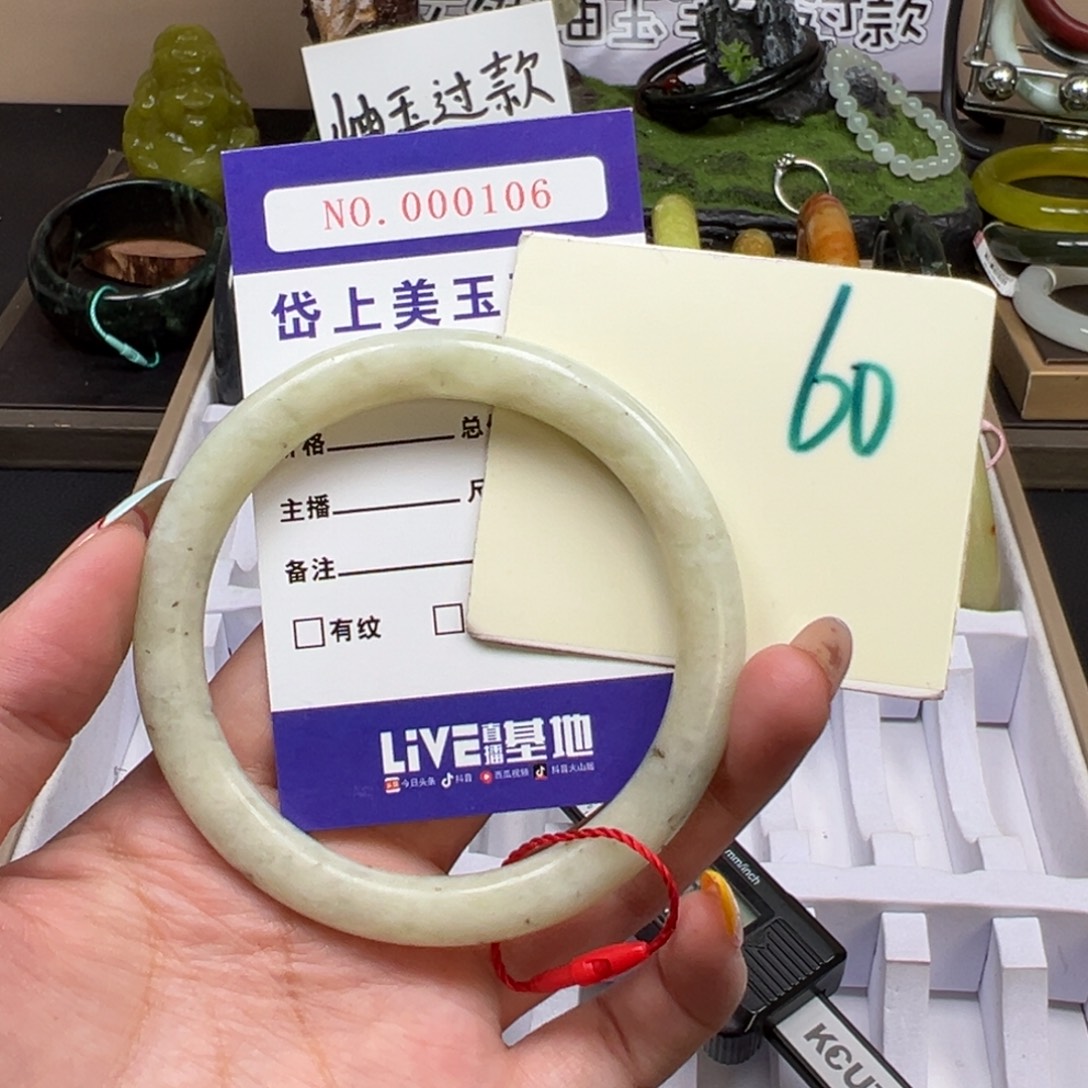 岫玉过款
NO.000106
岱上美玉
60
格 总
主播
备注
有纹
LiVE直播基地
今日头条 抖音 西瓜视频 抖音火山版
mm/inch